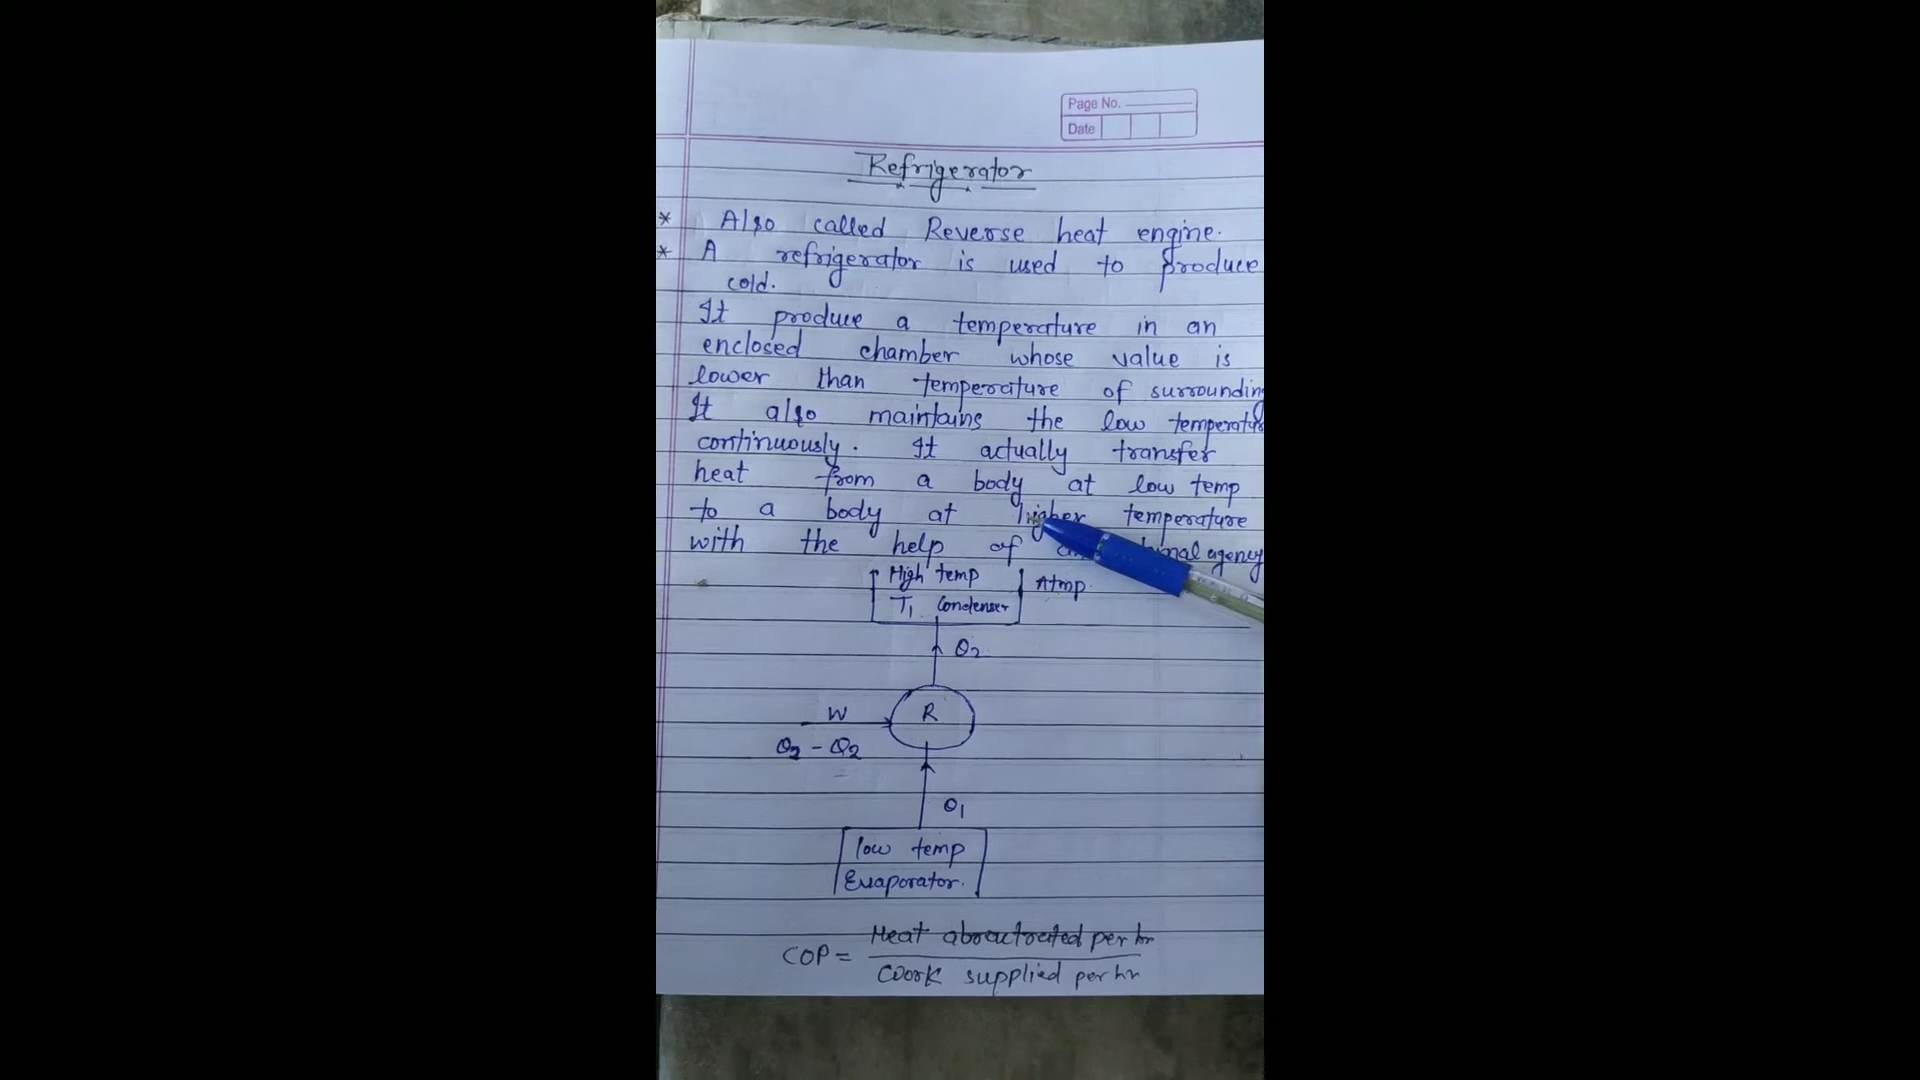 Page No.
Date
Refrigerator
* Also called Reverse heat engine.
* A refrigerator is used to produce
cold.
It produce a temperature in an
enclosed chamber whose value is
lower than temperature of surrounding
It also maintains the low temperatur
continuously. It actually transfer
heat from a body at low temp
to a body at higher temperature
with the help of agency
High temp
T1 Condenser
Atmp.
Q2
W
R
Q2 - Q2
Q1
low temp
Evaporator.
COP = Heat per hr
Work supplied per hr